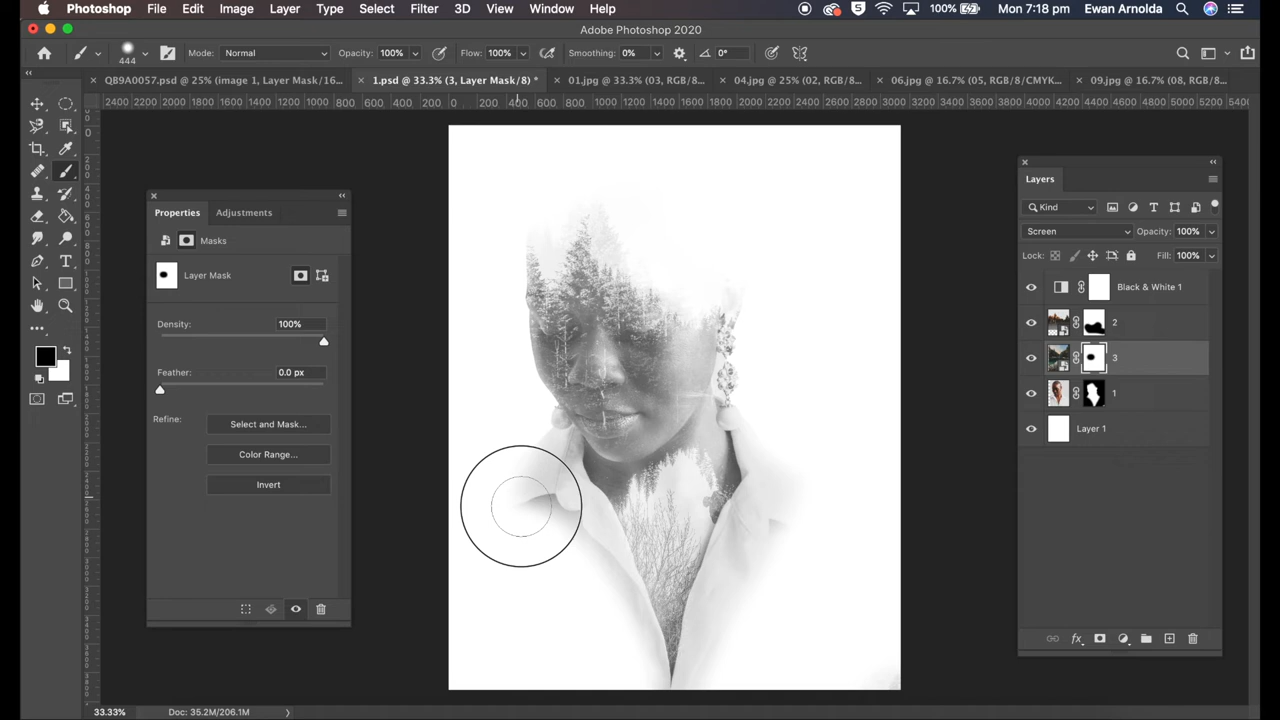 Photoshop File Edit Image Layer Type Select Filter 3D View Window Help 5 100% Mon 7:18 pm Ewan Arnolda
Adobe Photoshop 2020
444 Mode: Normal Opacity: 100% Flow: 100% Smoothing: 0% 0°
QB9A0057.psd @ 25% (image 1, Layer Mask/16... 1.psd @ 33.3% (3, Layer Mask/8) * 01.jpg @ 33.3% (03, RGB/8... 04.jpg @ 25% (02, RGB/8... 06.jpg @ 16.7% (05, RGB/8/CMYK... 09.jpg @ 16.7% (08, RGB/8...
2400 2200 2000 1800 1600 1400 1200 1000 800 600 400 200 0 200 400 600 800 1000 1200 1400 1600 1800 2000 2200 2400 2600 2800 3000 3200 3400 3600 3800 4000 4200 4400 4600 4800 5000 5200 5400
Properties Adjustments
Masks
Layer Mask
Density: 100%
Feather: 0.0 px
Refine: Select and Mask...
Color Range...
Invert
Layers
Kind
Screen Opacity: 100%
Lock: Fill: 100%
Black & White 1
2
3
1
Layer 1
fx
33.33% Doc: 35.2M/206.1M